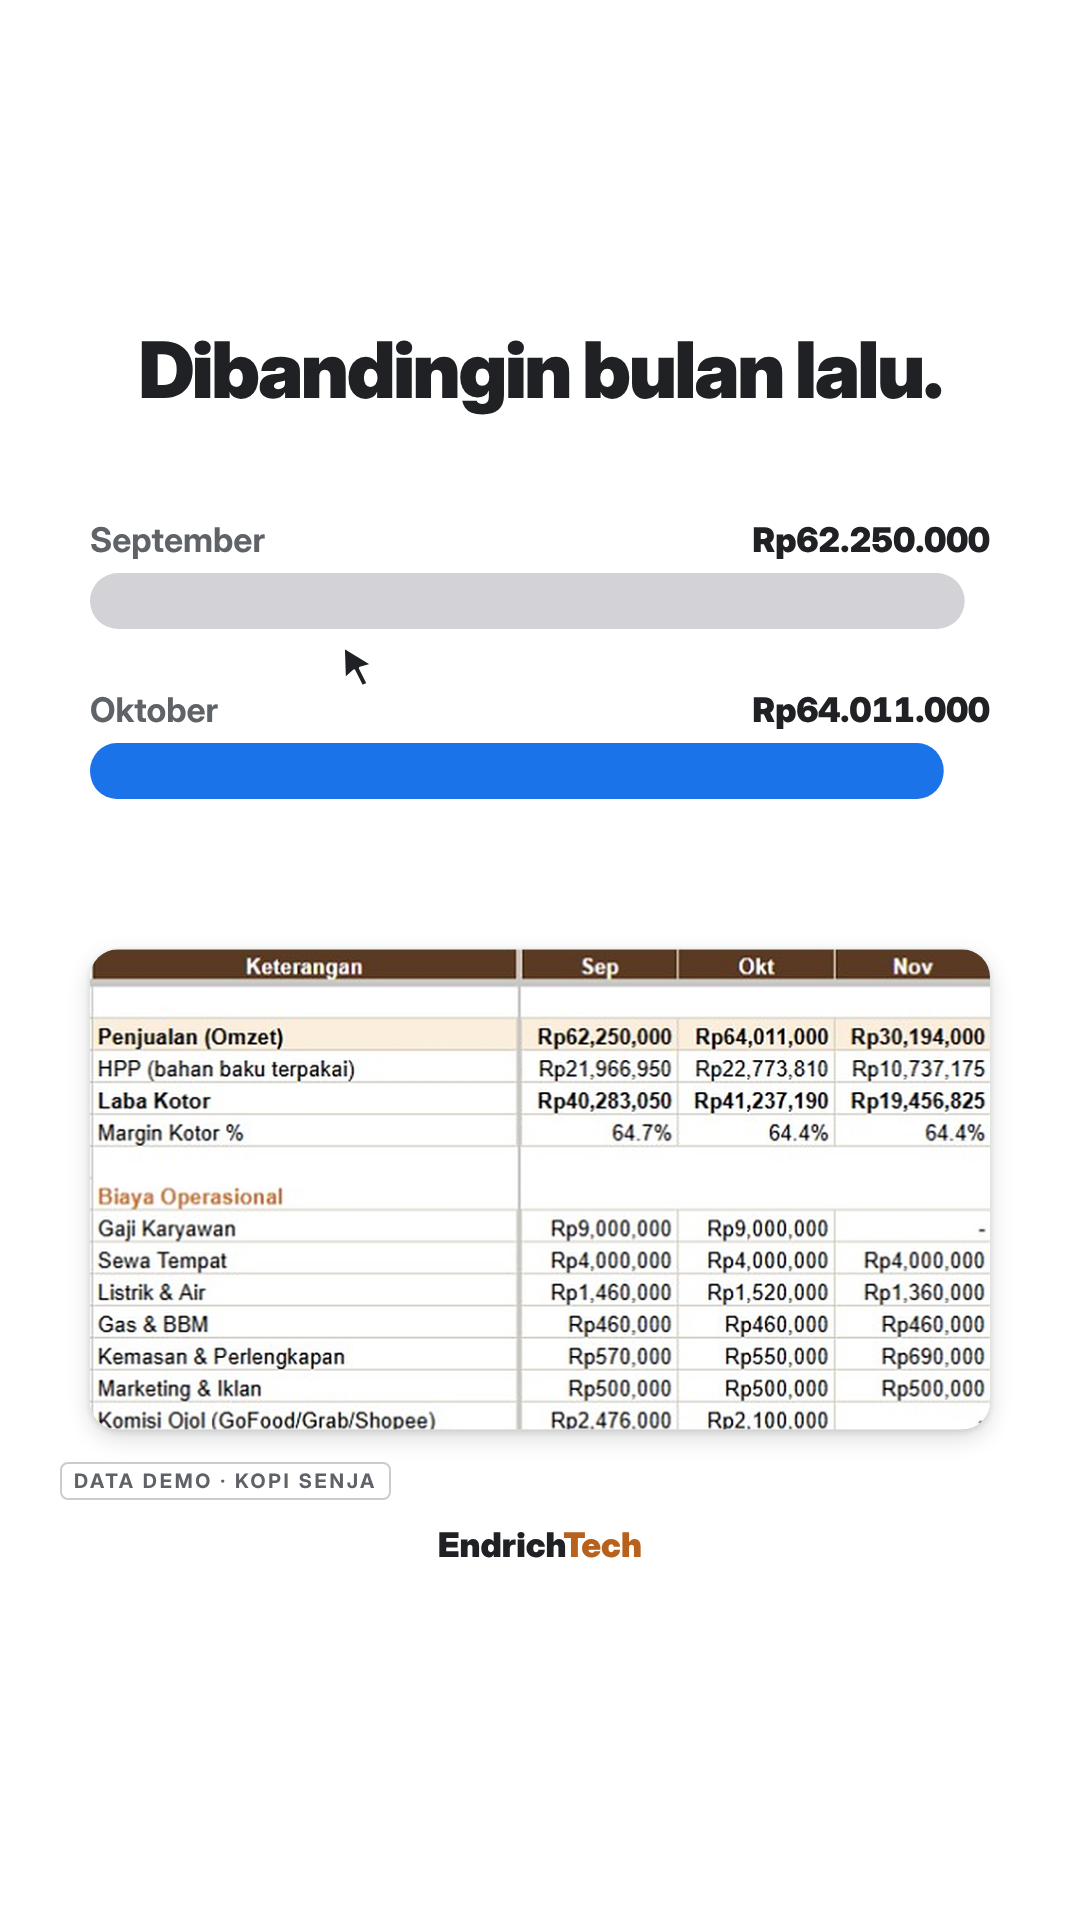 Dibandingin bulan lalu.
September Rp62.250.000
Oktober Rp64.011.000
Keterangan Sep Okt Nov
Penjualan (Omzet) Rp62,250,000 Rp64,011,000 Rp30,194,000
HPP (bahan baku terpakai) Rp21,966,950 Rp22,773,810 Rp10,737,175
Laba Kotor Rp40,283,050 Rp41,237,190 Rp19,456,825
Margin Kotor % 64.7% 64.4% 64.4%
Biaya Operasional
Gaji Karyawan Rp9,000,000 Rp9,000,000 -
Sewa Tempat Rp4,000,000 Rp4,000,000 Rp4,000,000
Listrik & Air Rp1,460,000 Rp1,520,000 Rp1,360,000
Gas & BBM Rp460,000 Rp460,000 Rp460,000
Kemasan & Perlengkapan Rp570,000 Rp550,000 Rp690,000
Marketing & Iklan Rp500,000 Rp500,000 Rp500,000
Komisi Ojol (GoFood/Grab/Shopee) Rp2,476,000 Rp2,100,000 -
DATA DEMO · KOPI SENJA
EndrichTech